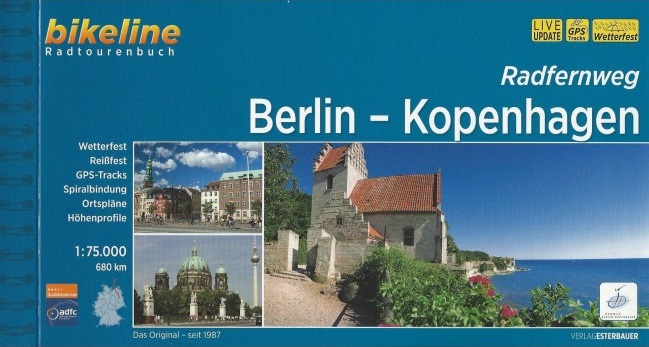 bikeline
Radtourenbuch
LIVE
UPDATE
GPS
Tracks
Wetterfest
Radfernweg
Berlin – Kopenhagen
Wetterfest
Reißfest
GPS-Tracks
Spiralbindung
Ortspläne
Höhenprofile
1:75.000
680 km
adfc
Das Original – seit 1987
VERLAG ESTERBAUER